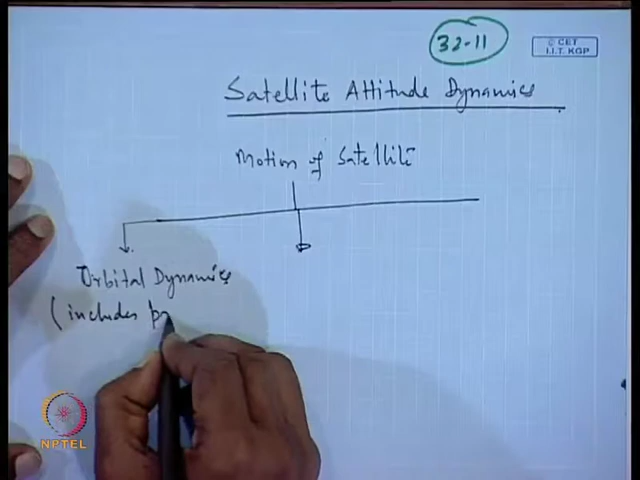 32-11
© CET
I.I.T. KGP
Satellite Attitude Dynamics
Motion of Satellite
Orbital Dynamics
(includes
NPTEL